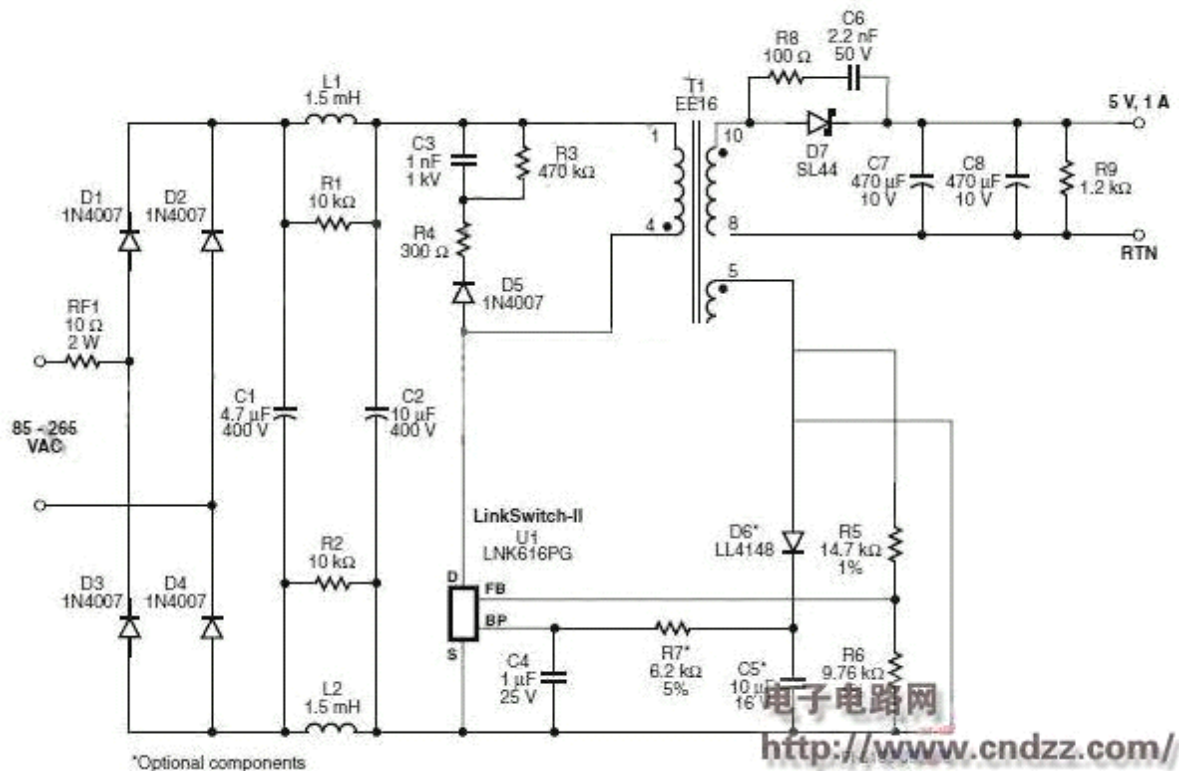 C6
2.2 nF
50 V
R8
100 Ω
L1
1.5 mH
T1
EE16
5 V, 1 A
1
10
C3
1 nF
1 kV
R3
470 kΩ
D7
SL44
C7
470 µF
10 V
C8
470 µF
10 V
R9
1.2 kΩ
D1
1N4007
D2
1N4007
R1
10 kΩ
R4
300 Ω
4
8
RTN
D5
1N4007
5
RF1
10 Ω
2 W
C1
4.7 µF
400 V
C2
10 µF
400 V
85 - 265
VAC
LinkSwitch-II
U1
LNK616PG
D6*
LL4148
R5
14.7 kΩ
1%
R2
10 kΩ
D3
1N4007
D4
1N4007
D
FB
BP
S
C4
1 µF
25 V
R7*
6.2 kΩ
5%
C5*
10 µF
16
R6
9.76 kΩ
L2
1.5 mH
电子电路网
http://www.cndzz.com/
*Optional components